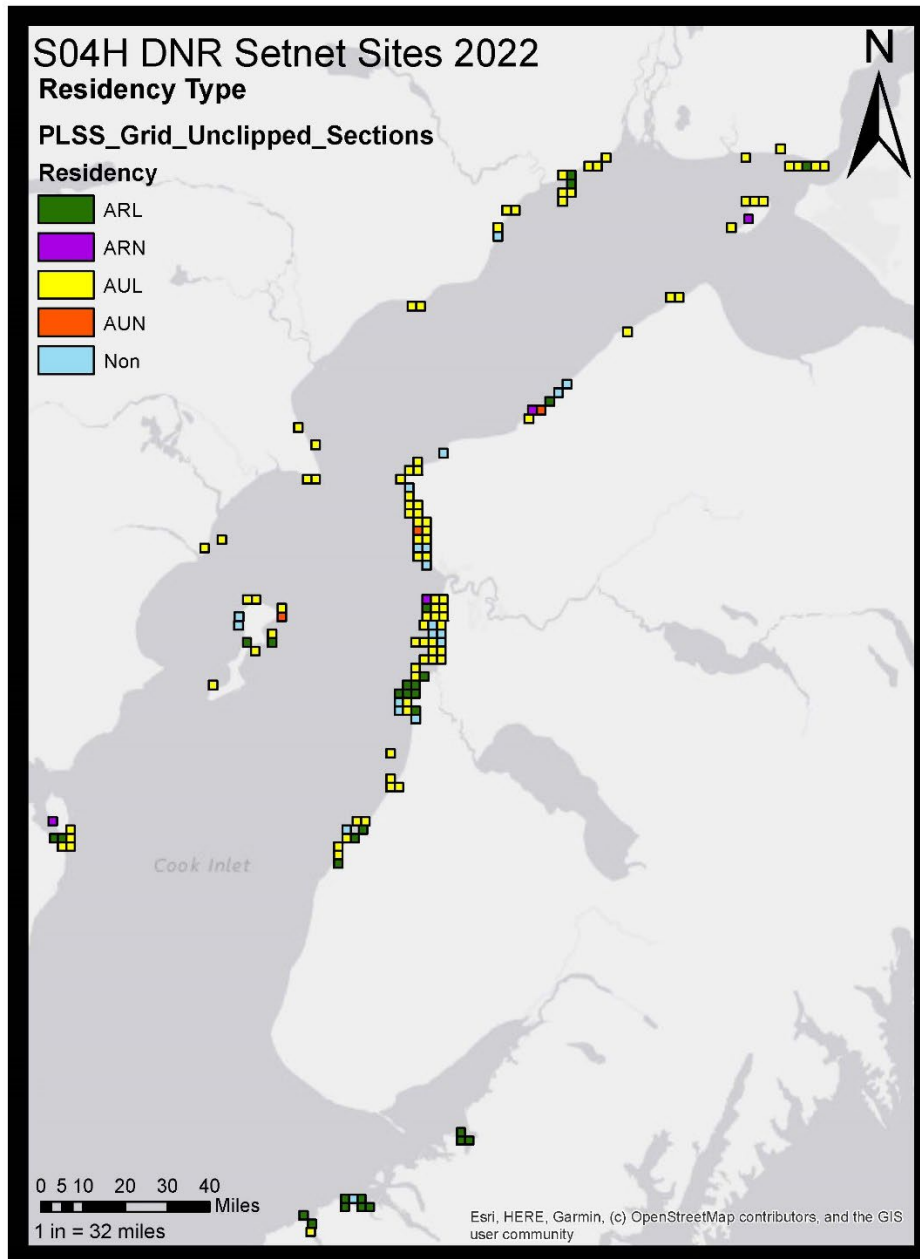 S04H DNR Setnet Sites 2022
Residency Type
PLSS_Grid_Unclipped_Sections
Residency
ARL
ARN
AUL
AUN
Non
N
Cook Inlet
0 5 10 20 30 40
Miles
1 in = 32 miles
Esri, HERE, Garmin, (c) OpenStreetMap contributors, and the GIS
user community